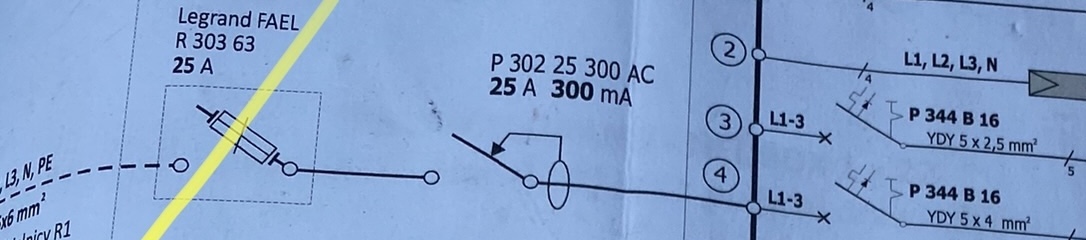 Legrand FAEL
R 303 63
25 A
P 302 25 300 AC
25 A 300 mA
L3, N, PE
x6 mm²
R1
2
4
4
L1, L2, L3, N
3
L1-3
P 344 B 16
YDY 5 x 2,5 mm²
5
4
L1-3
P 344 B 16
YDY 5 x 4 mm²